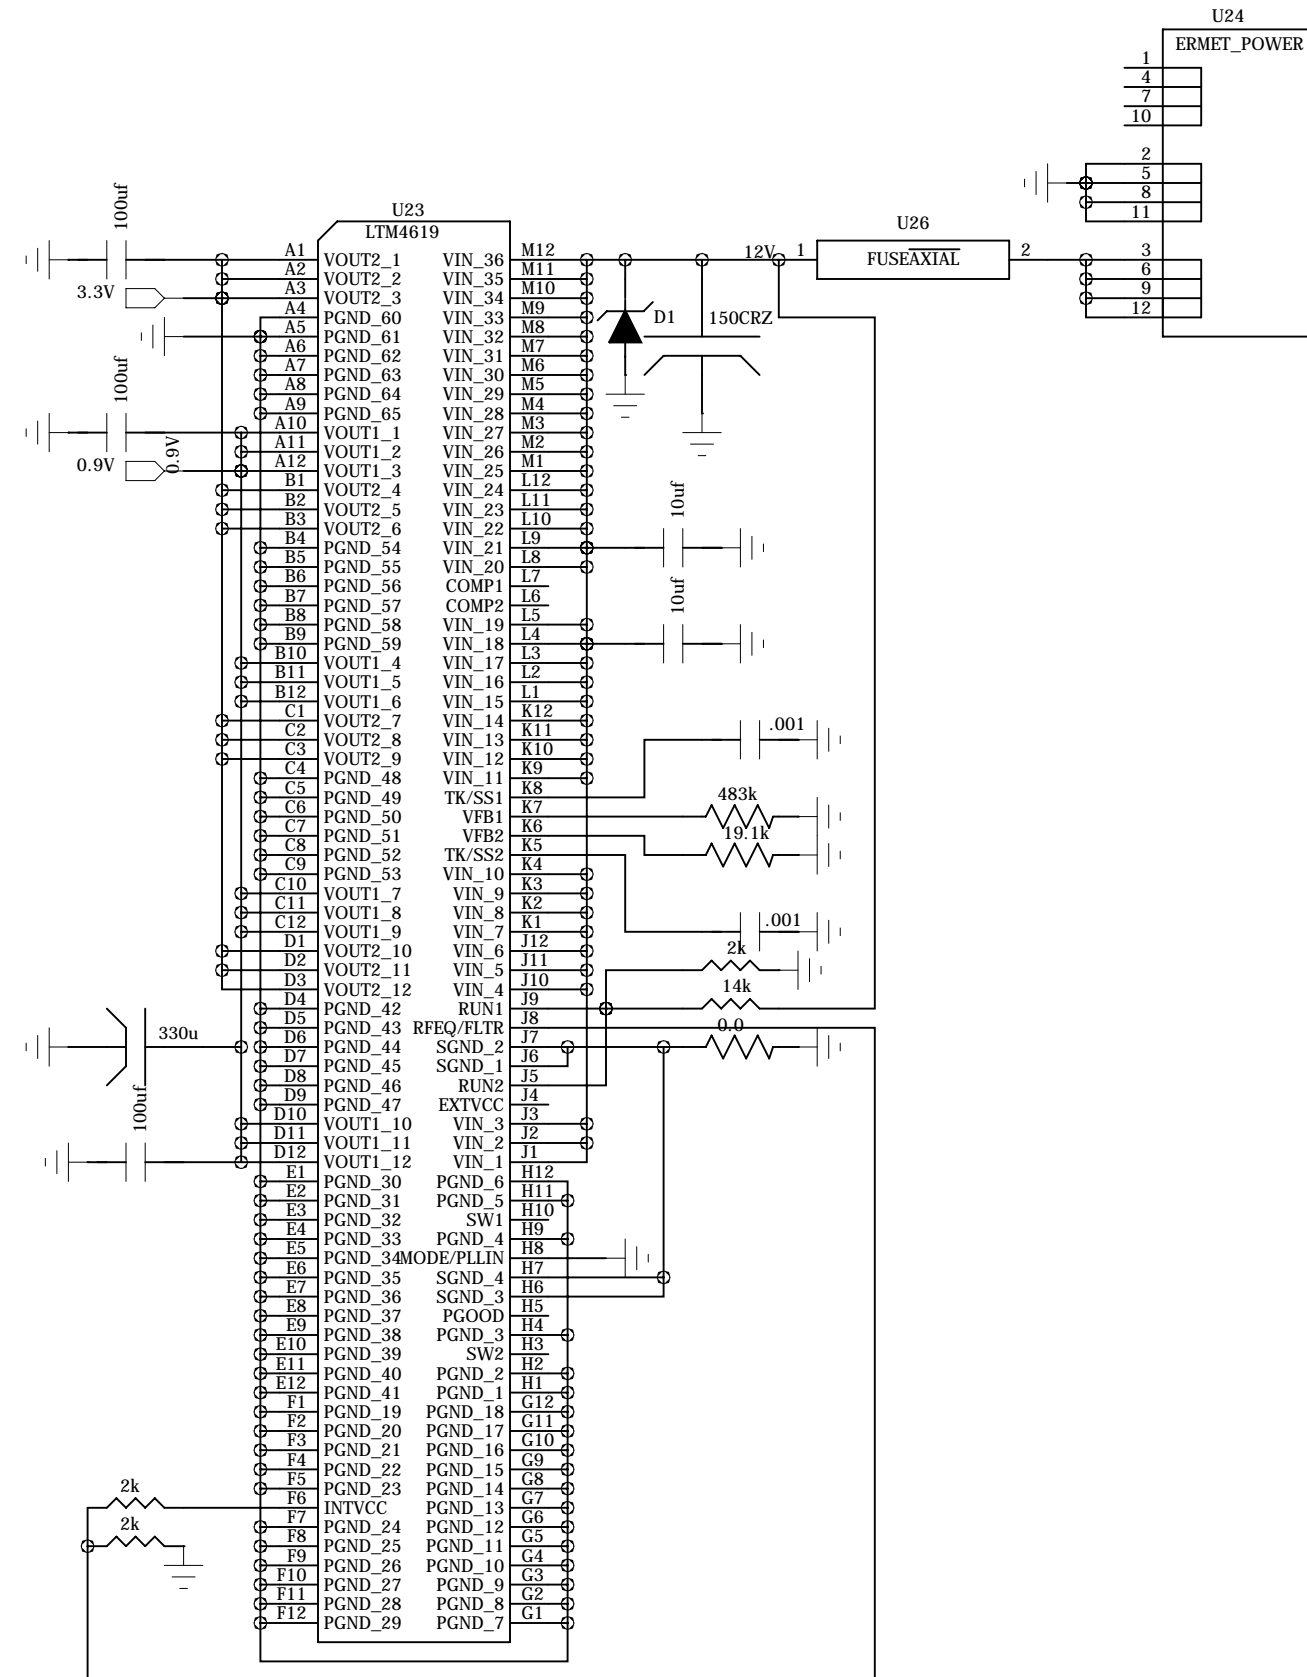 U24
ERMET_POWER
1
4
7
10
2
5
8
11
3
6
9
12
U26
1 FUSEAXIAL 2
12V
D1
150CRZ
100uf
3.3V
100uf
0.9V
0.9V
U23
LTM4619
A1 VOUT2_1 VIN_36 M12
A2 VOUT2_2 VIN_35 M11
A3 VOUT2_3 VIN_34 M10
A4 PGND_60 VIN_33 M9
A5 PGND_61 VIN_32 M8
A6 PGND_62 VIN_31 M7
A7 PGND_63 VIN_30 M6
A8 PGND_64 VIN_29 M5
A9 PGND_65 VIN_28 M4
A10 VOUT1_1 VIN_27 M3
A11 VOUT1_2 VIN_26 M2
A12 VOUT1_3 VIN_25 M1
B1 VOUT2_4 VIN_24 L12
B2 VOUT2_5 VIN_23 L11
B3 VOUT2_6 VIN_22 L10
B4 PGND_54 VIN_21 L9 10uf
B5 PGND_55 VIN_20 L8
B6 PGND_56 COMP1 L7
B7 PGND_57 COMP2 L6
B8 PGND_58 VIN_19 L5
B9 PGND_59 VIN_18 L4 10uf
B10 VOUT1_4 VIN_17 L3
B11 VOUT1_5 VIN_16 L2
B12 VOUT1_6 VIN_15 L1
C1 VOUT2_7 VIN_14 K12
C2 VOUT2_8 VIN_13 K11 .001
C3 VOUT2_9 VIN_12 K10
C4 PGND_48 VIN_11 K9
C5 PGND_49 TK/SS1 K8
C6 PGND_50 VFB1 K7 483k
C7 PGND_51 VFB2 K6 19.1k
C8 PGND_52 TK/SS2 K5
C9 PGND_53 VIN_10 K4
C10 VOUT1_7 VIN_9 K3
C11 VOUT1_8 VIN_8 K2
C12 VOUT1_9 VIN_7 K1 .001
D1 VOUT2_10 VIN_6 J12
D2 VOUT2_11 VIN_5 J11 2k
D3 VOUT2_12 VIN_4 J10
D4 PGND_42 RUN1 J9 14k
D5 PGND_43 RFEQ/FLTR J8
330u D6 PGND_44 SGND_2 J7 0.0
D7 PGND_45 SGND_1 J6
D8 PGND_46 RUN2 J5
D9 PGND_47 EXTVCC J4
100uf
D10 VOUT1_10 VIN_3 J3
D11 VOUT1_11 VIN_2 J2
D12 VOUT1_12 VIN_1 J1
E1 PGND_30 PGND_6 H12
E2 PGND_31 PGND_5 H11
E3 PGND_32 SW1 H10
E4 PGND_33 PGND_4 H9
E5 PGND_34 MODE/PLLIN H8
E6 PGND_35 SGND_4 H7
E7 PGND_36 SGND_3 H6
E8 PGND_37 PGOOD H5
E9 PGND_38 PGND_3 H4
E10 PGND_39 SW2 H3
E11 PGND_40 PGND_2 H2
E12 PGND_41 PGND_1 H1
F1 PGND_19 PGND_18 G12
F2 PGND_20 PGND_17 G11
F3 PGND_21 PGND_16 G10
F4 PGND_22 PGND_15 G9
F5 PGND_23 PGND_14 G8
2k F6 INTVCC PGND_13 G7
F7 PGND_24 PGND_12 G6
2k F8 PGND_25 PGND_11 G5
F9 PGND_26 PGND_10 G4
F10 PGND_27 PGND_9 G3
F11 PGND_28 PGND_8 G2
F12 PGND_29 PGND_7 G1